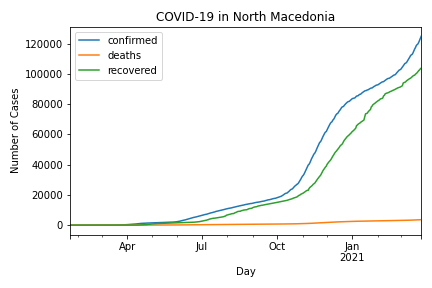 COVID-19 in North Macedonia
confirmed
deaths
recovered
Number of Cases
120000
100000
80000
60000
40000
20000
0
Apr
Jul
Oct
Jan
2021
Day